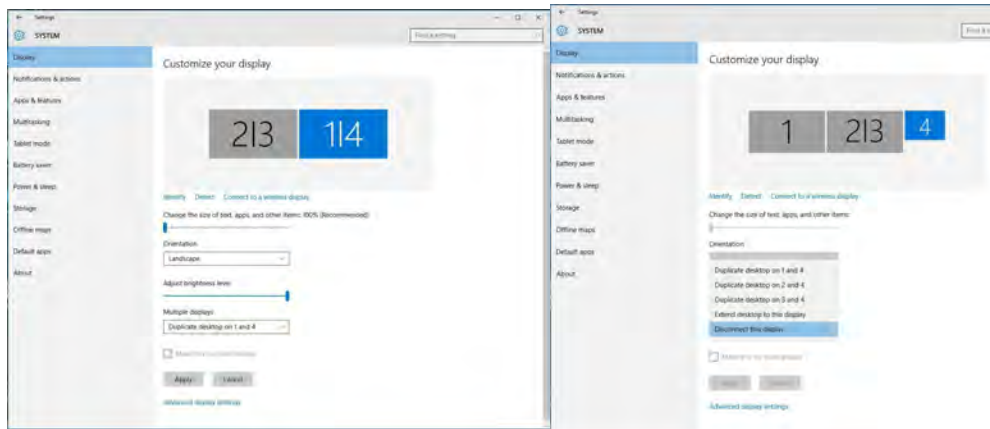 Settings
SYSTEM
Find a setting
Display
Notifications & actions
Apps & features
Multitasking
Tablet mode
Battery saver
Power & sleep
Storage
Offline maps
Default apps
About
Customize your display
2|3
1|4
Identify Detect Connect to a wireless display
Change the size of text, apps, and other items: 100% (Recommended)
Orientation
Landscape
Adjust brightness level
Multiple displays
Duplicate desktop on 1 and 4
Apply Cancel
Advanced display settings
Settings
SYSTEM
Display
Notifications & actions
Apps & features
Multitasking
Tablet mode
Battery saver
Power & sleep
Storage
Offline maps
Default apps
About
Customize your display
1
2|3
4
Identify Detect Connect to a wireless display
Change the size of text, apps, and other items:
Orientation
Duplicate desktop on 1 and 4
Duplicate desktop on 2 and 4
Duplicate desktop on 3 and 4
Extend desktop to this display
Disconnect this display
Advanced display settings